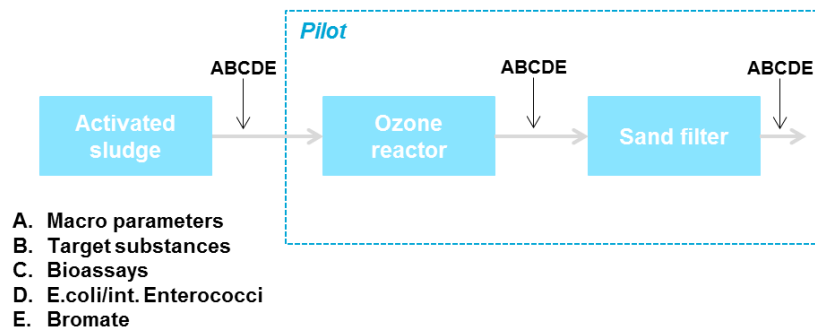 Pilot
ABCDE
ABCDE
ABCDE
Activated
sludge
Ozone
reactor
Sand filter
A. Macro parameters
B. Target substances
C. Bioassays
D. E.coli/int. Enterococci
E. Bromate